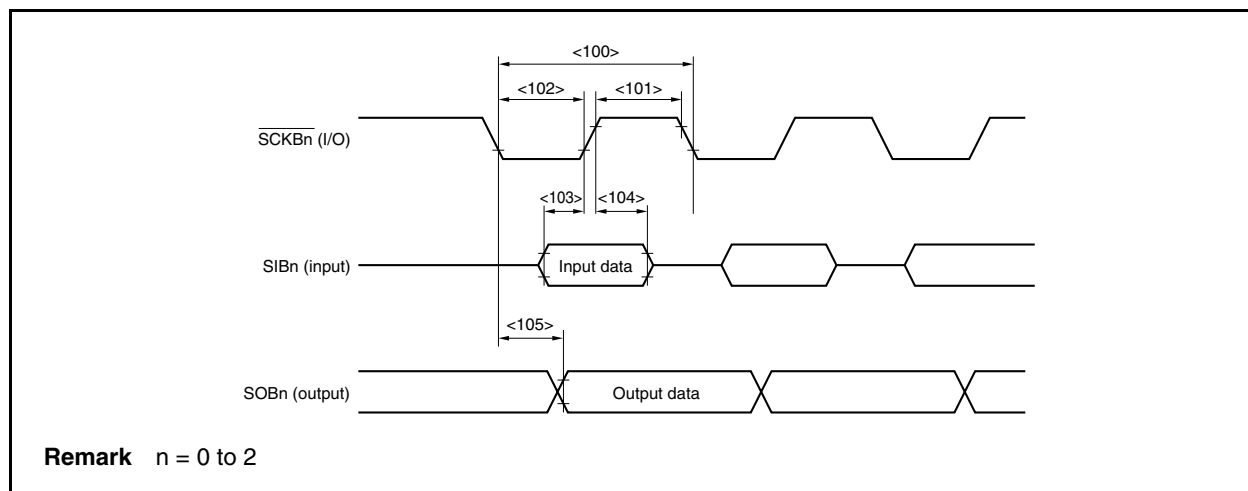 <100>
<102> <101>
SCKBn (I/O)
<103> <104>
SIBn (input) Input data
<105>
SOBn (output) Output data
Remark n = 0 to 2